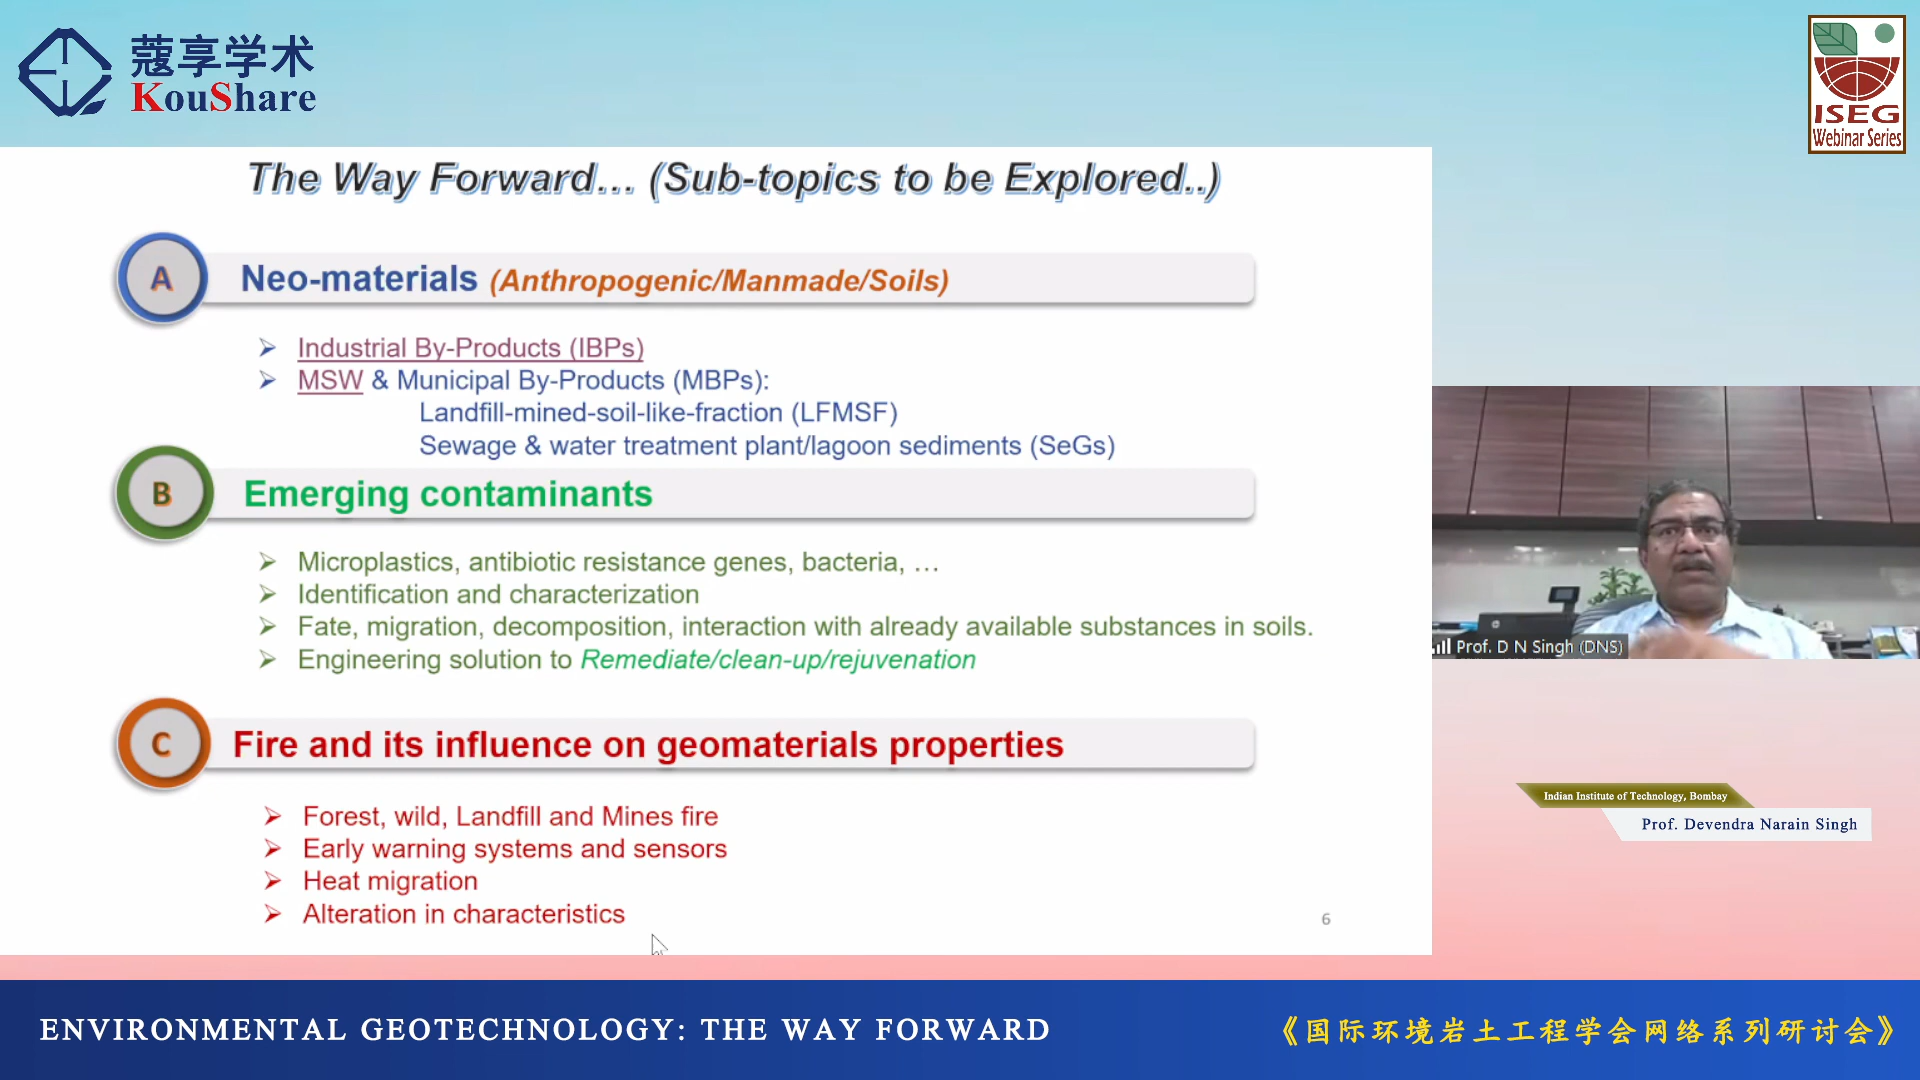 蔻享学术
KouShare
ISEG
Webinar Series
The Way Forward... (Sub-topics to be Explored..)
A
Neo-materials (Anthropogenic/Manmade/Soils)
Industrial By-Products (IBPs)
MSW & Municipal By-Products (MBPs):
Landfill-mined-soil-like-fraction (LFMSF)
Sewage & water treatment plant/lagoon sediments (SeGs)
B
Emerging contaminants
Microplastics, antibiotic resistance genes, bacteria, …
Identification and characterization
Fate, migration, decomposition, interaction with already available substances in soils.
Engineering solution to Remediate/clean-up/rejuvenation
C
Fire and its influence on geomaterials properties
Forest, wild, Landfill and Mines fire
Early warning systems and sensors
Heat migration
Alteration in characteristics
6
Prof. D N Singh (DNS)
Indian Institute of Technology, Bombay
Prof. Devendra Narain Singh
ENVIRONMENTAL GEOTECHNOLOGY: THE WAY FORWARD
《国际环境岩土工程学会网络系列研讨会》